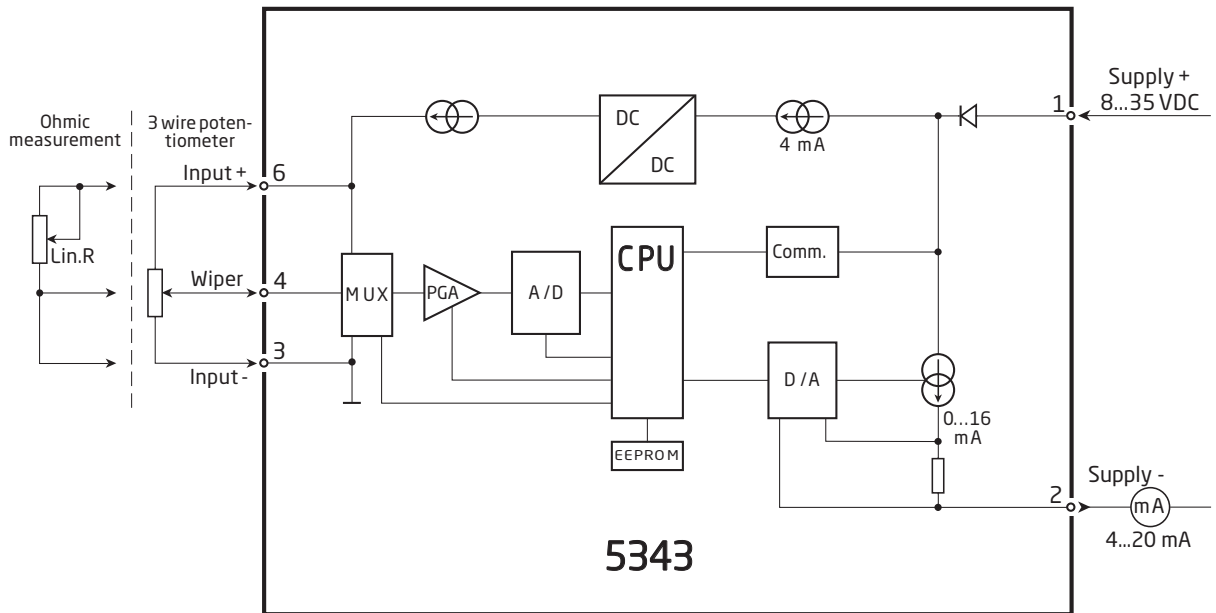 Ohmic
measurement
3 wire poten-
tiometer
Input +
6
Lin.R
Wiper
4
3
Input -
MUX
PGA
A/D
CPU
EEPROM
DC
DC
4 mA
Comm.
D/A
0...16
mA
1
Supply +
8...35 VDC
2
Supply -
mA
4...20 mA
5343